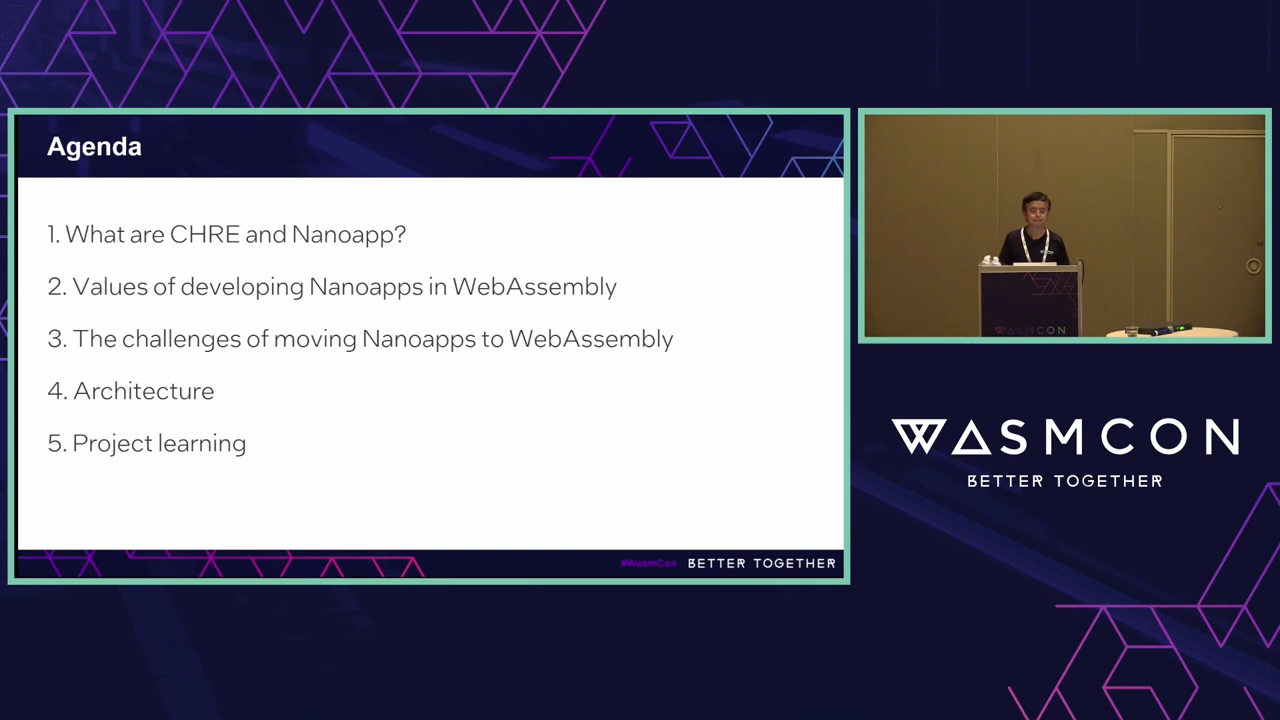 Agenda
1. What are CHRE and Nanoapp?
2. Values of developing Nanoapps in WebAssembly
3. The challenges of moving Nanoapps to WebAssembly
4. Architecture
5. Project learning
#WasmCon BETTER TOGETHER
WASMCON
WASMCON
BETTER TOGETHER